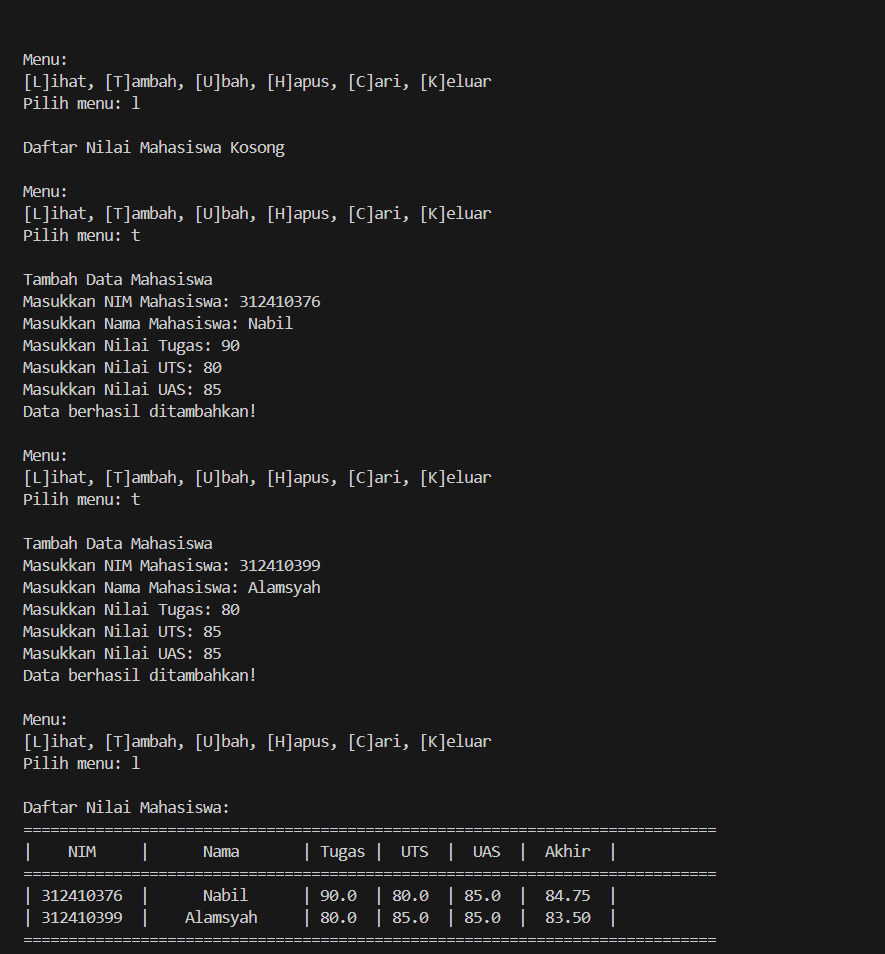 Menu:
[L]ihat, [T]ambah, [U]bah, [H]apus, [C]ari, [K]eluar
Pilih menu: l
Daftar Nilai Mahasiswa Kosong
Menu:
[L]ihat, [T]ambah, [U]bah, [H]apus, [C]ari, [K]eluar
Pilih menu: t
Tambah Data Mahasiswa
Masukkan NIM Mahasiswa: 312410376
Masukkan Nama Mahasiswa: Nabil
Masukkan Nilai Tugas: 90
Masukkan Nilai UTS: 80
Masukkan Nilai UAS: 85
Data berhasil ditambahkan!
Menu:
[L]ihat, [T]ambah, [U]bah, [H]apus, [C]ari, [K]eluar
Pilih menu: t
Tambah Data Mahasiswa
Masukkan NIM Mahasiswa: 312410399
Masukkan Nama Mahasiswa: Alamsyah
Masukkan Nilai Tugas: 80
Masukkan Nilai UTS: 85
Masukkan Nilai UAS: 85
Data berhasil ditambahkan!
Menu:
[L]ihat, [T]ambah, [U]bah, [H]apus, [C]ari, [K]eluar
Pilih menu: l
Daftar Nilai Mahasiswa:
=============================================================================
|    NIM     |      Nama       | Tugas |  UTS  |  UAS  |  Akhir  |
=============================================================================
| 312410376  |      Nabil      | 90.0  | 80.0  | 85.0  |  84.75  |
| 312410399  |    Alamsyah     | 80.0  | 85.0  | 85.0  |  83.50  |
=============================================================================